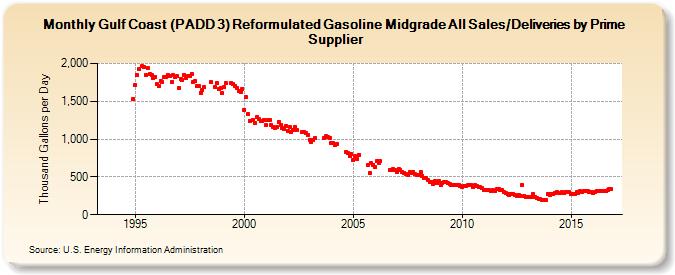 Monthly Gulf Coast (PADD 3) Reformulated Gasoline Midgrade All Sales/Deliveries by Prime
Supplier
Thousand Gallons per Day
2,000
1,500
1,000
500
0
1995 2000 2005 2010 2015
Source: U.S. Energy Information Administration